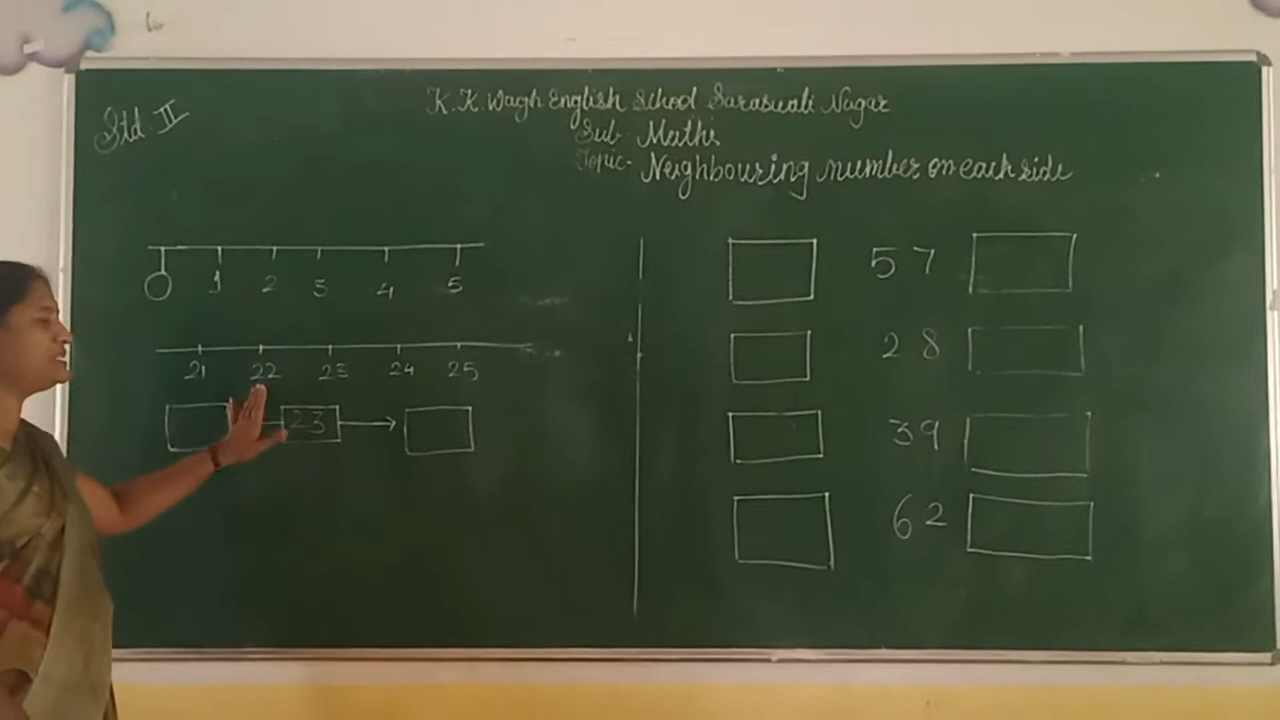 Std. II
K.K. Wagh English School Saraswati Nagar
Sub- Maths
Topic- Neighbouring number on each side
0 1 2 3 4 5
21 22 23 24 25
23
57
28
39
62